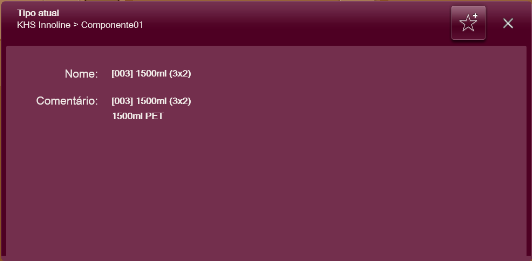 Tipo atual
KHS Innoline > Componente01
Nome: [003] 1500ml (3x2)
Comentário: [003] 1500ml (3x2)
1500ml PET